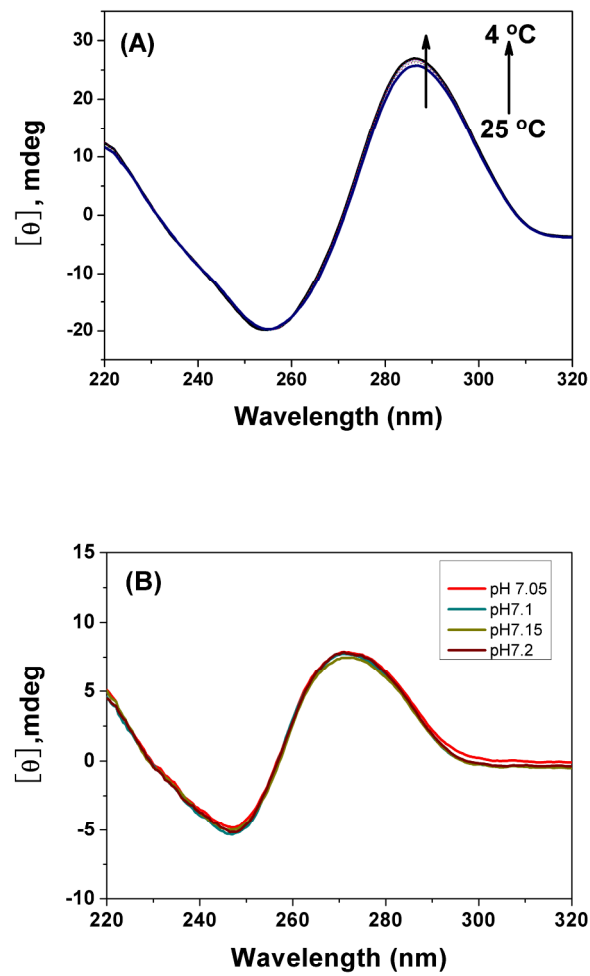 (A)
4 °C
25 °C
30
20
10
0
-10
-20
[θ], mdeg
220 240 260 280 300 320
Wavelength (nm)
(B)
pH 7.05
pH7.1
pH7.15
pH7.2
15
10
5
0
-5
-10
[θ],mdeg
220 240 260 280 300 320
Wavelength (nm)